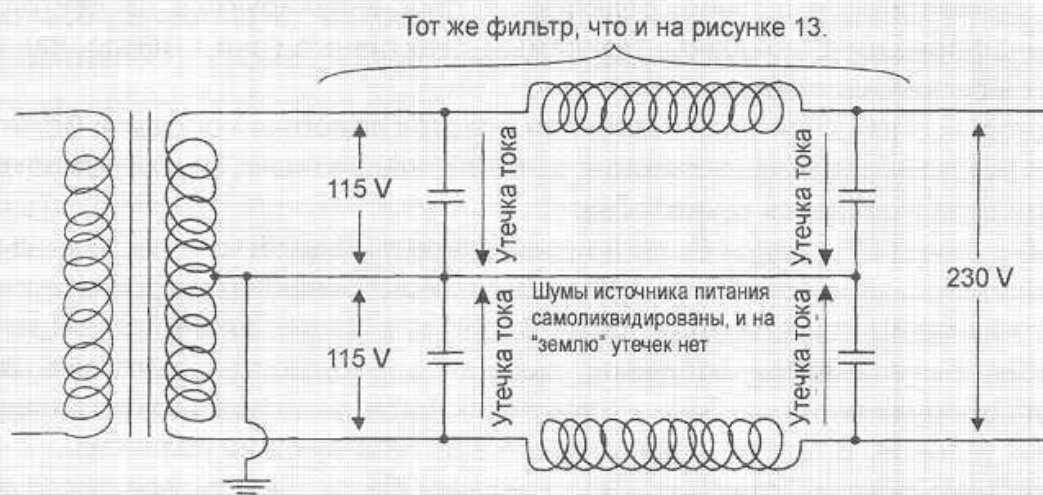 Тот же фильтр, что и на рисунке 13.
115 V
Утечка тока
Утечка тока
230 V
Шумы источника питания
самоликвидированы, и на
"землю" утечек нет
115 V
Утечка тока
Утечка тока